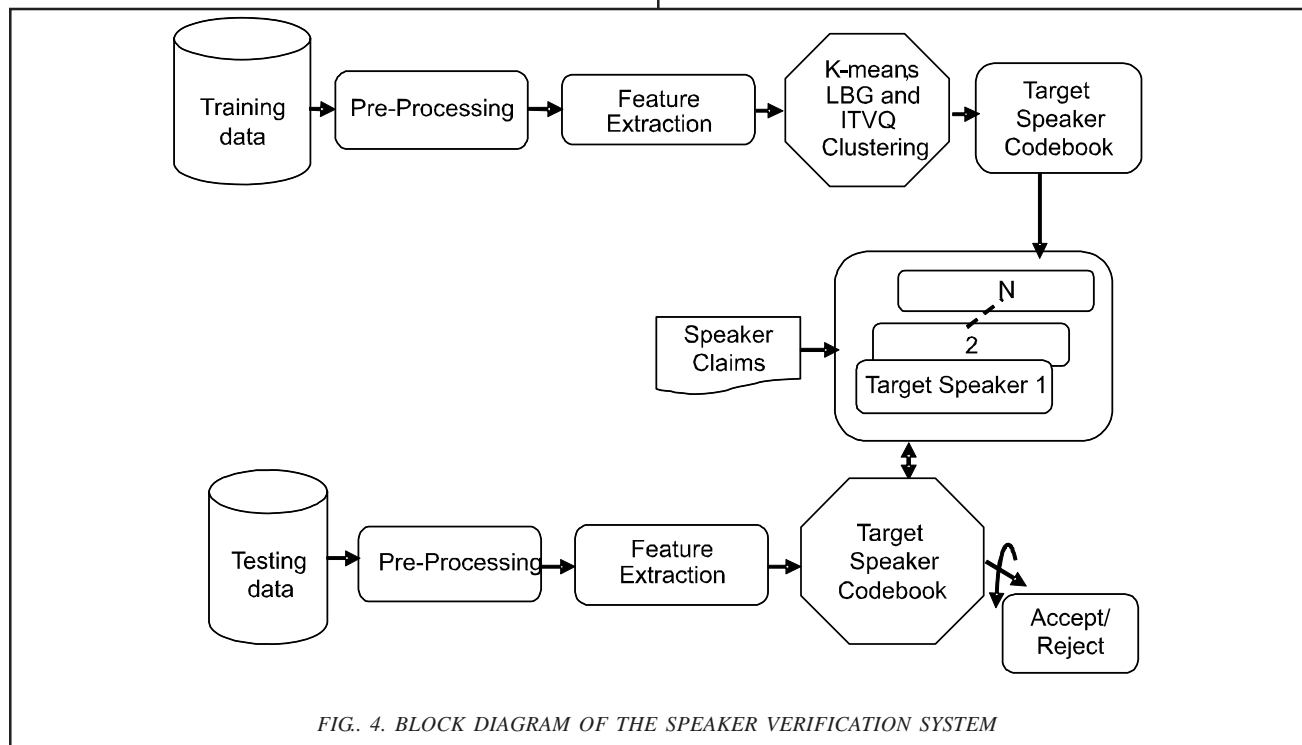 Training
data
Pre-Processing
Feature
Extraction
K-means,
LBG and
ITVQ
Clustering
Target
Speaker
Codebook
N
2
Target Speaker 1
Speaker
Claims
Testing
data
Pre-Processing
Feature
Extraction
Target
Speaker
Codebook
Accept/
Reject
FIG.. 4. BLOCK DIAGRAM OF THE SPEAKER VERIFICATION SYSTEM